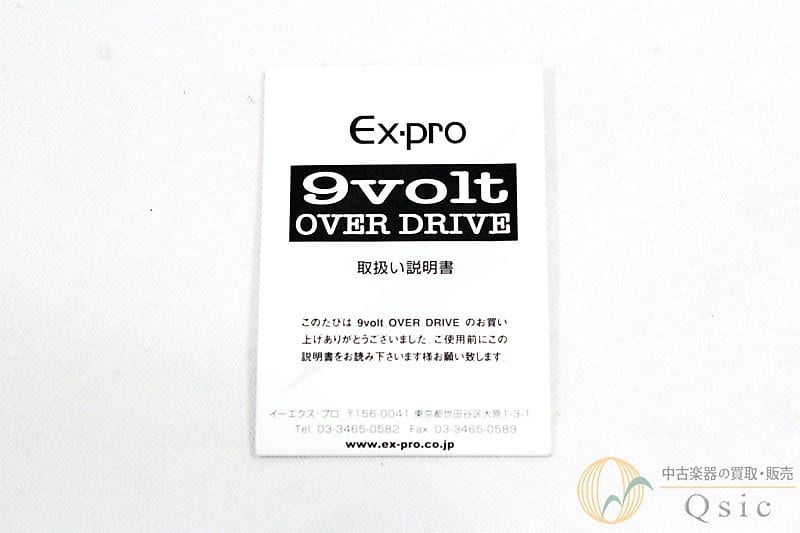 Ex·pro
9volt
OVER DRIVE
取扱い説明書
このたびは 9volt OVER DRIVE のお買い
上げありがとうございました. ご使用前にこの
説明書をお読み下さいます様お願い致します.
イーエクス・プロ 〒156-0041 東京都世田谷区大原1-3-1
Tel. 03-3465-0582 Fax. 03-3465-0589
www.ex-pro.co.jp
中古楽器の買取・販売
Qsic